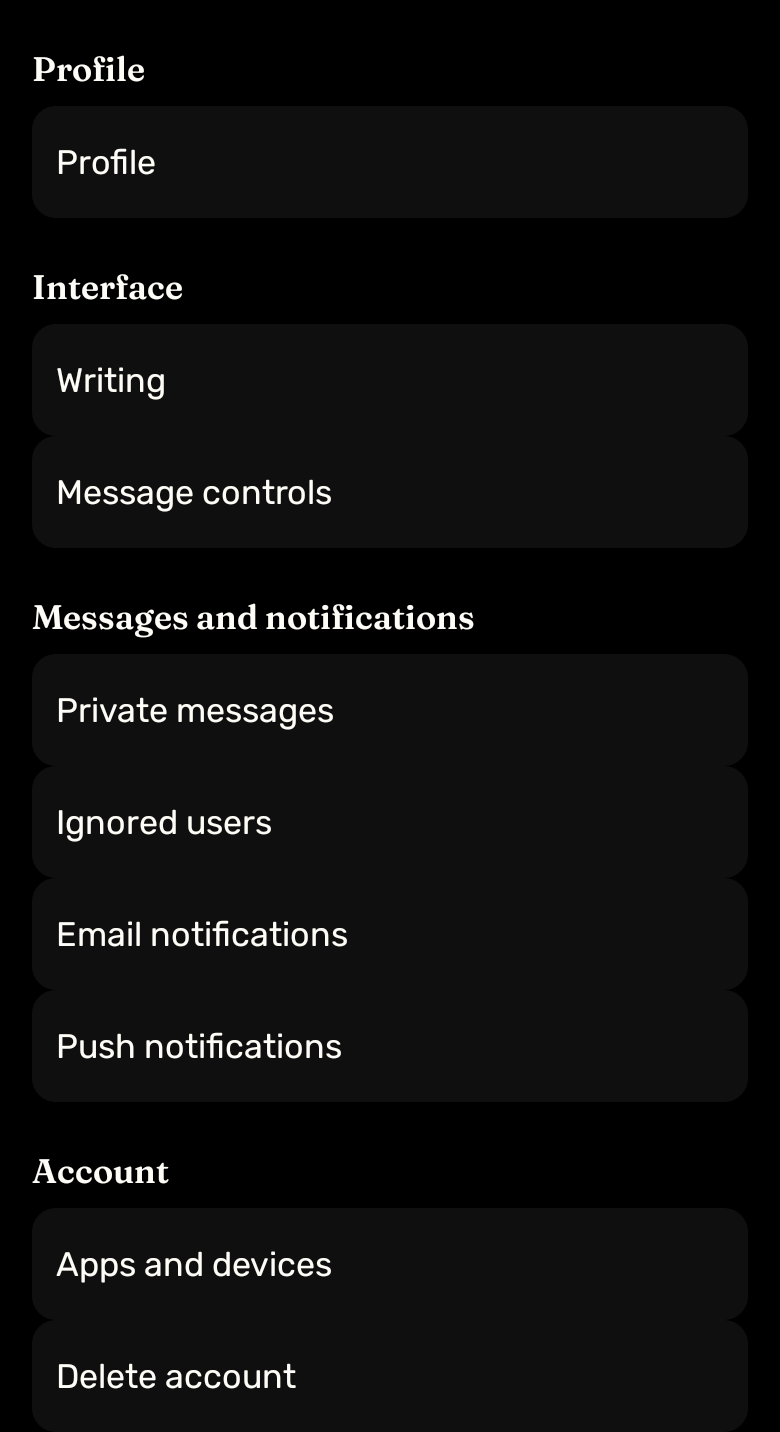 Profile
Profile
Interface
Writing
Message controls
Messages and notifications
Private messages
Ignored users
Email notifications
Push notifications
Account
Apps and devices
Delete account